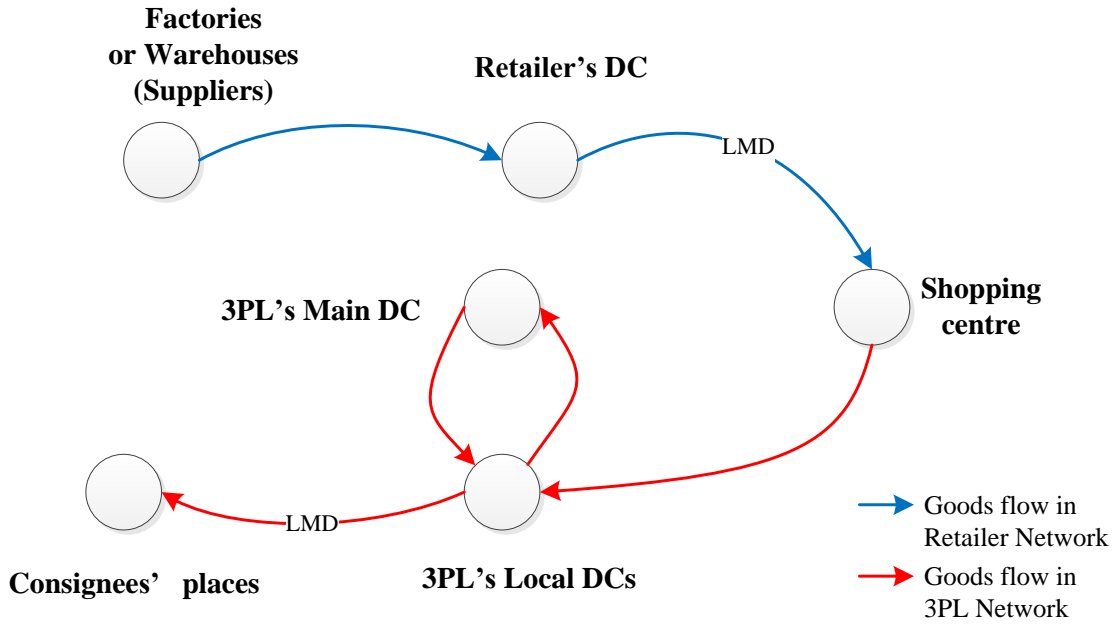 Factories
or Warehouses
(Suppliers)
Retailer’s DC
LMD
3PL’s Main DC
Shopping
centre
LMD
Consignees’ places
3PL’s Local DCs
Goods flow in
Retailer Network
Goods flow in
3PL Network